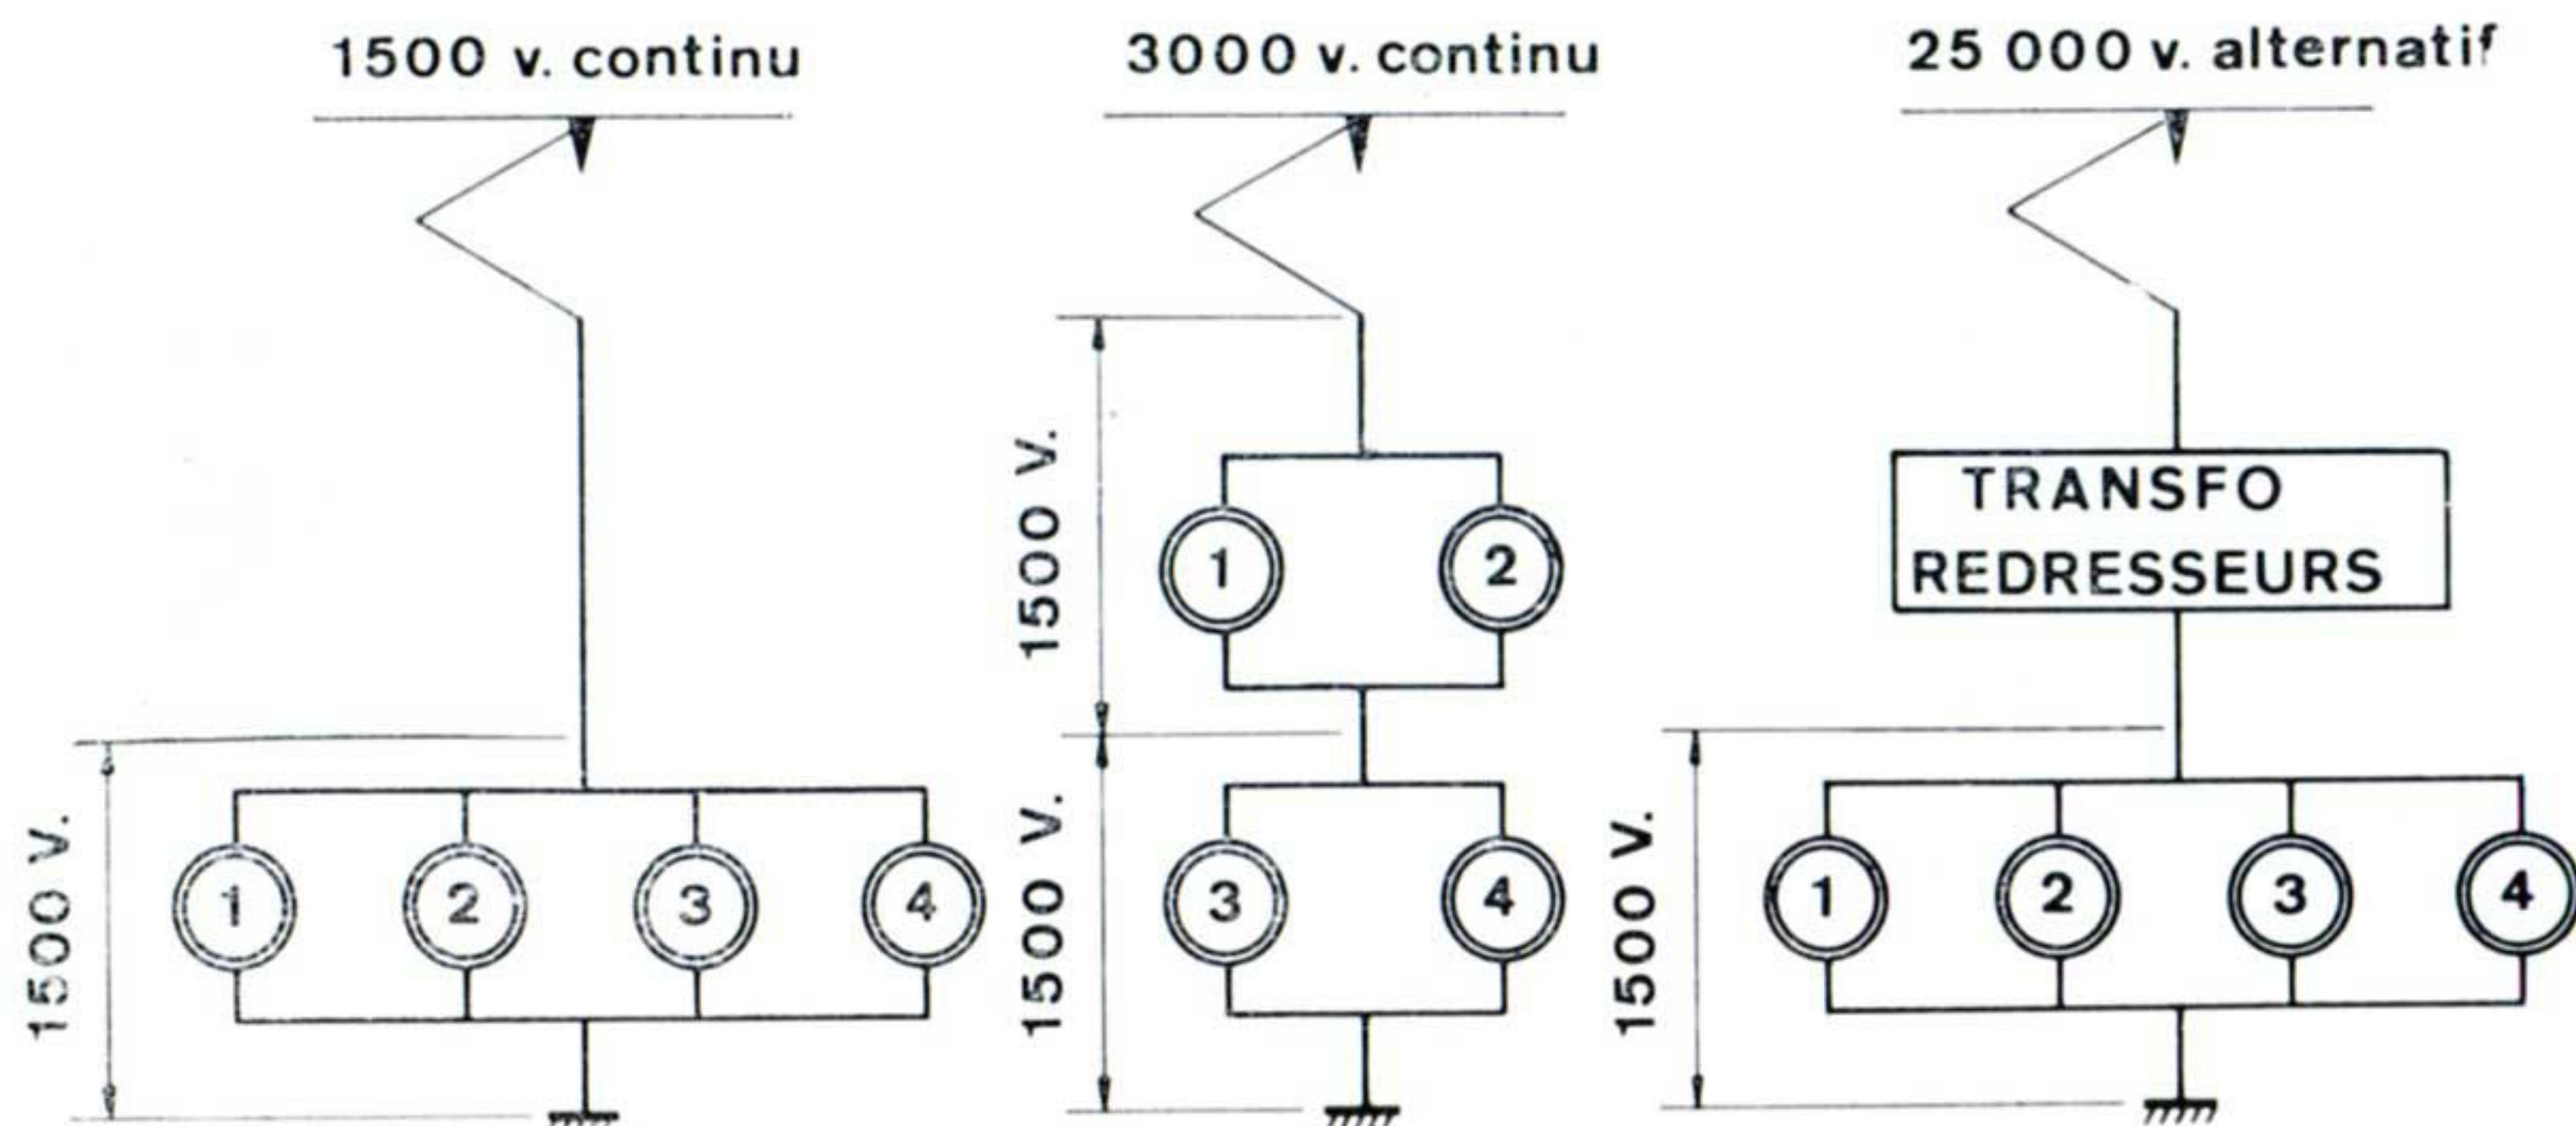 1500 v. continu
1500 V.
1
2
3
4
3000 v. continu
1500 V.
1
2
1500 V.
3
4
25 000 v. alternatif
TRANSFO
REDRESSEURS
1500 V.
1
2
3
4